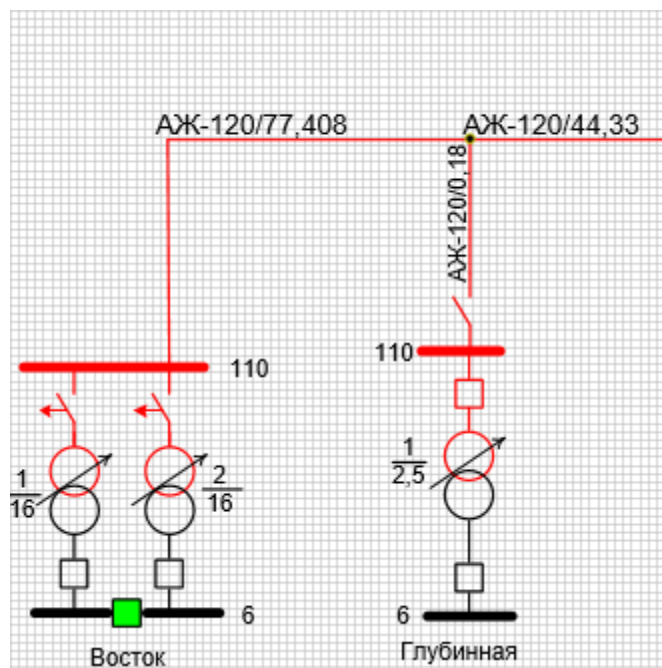 АЖ-120/77,408
АЖ-120/44,33
АЖ-120/0,18
110
110
1
16
2
16
1
2,5
6
6
Восток
Глубинная